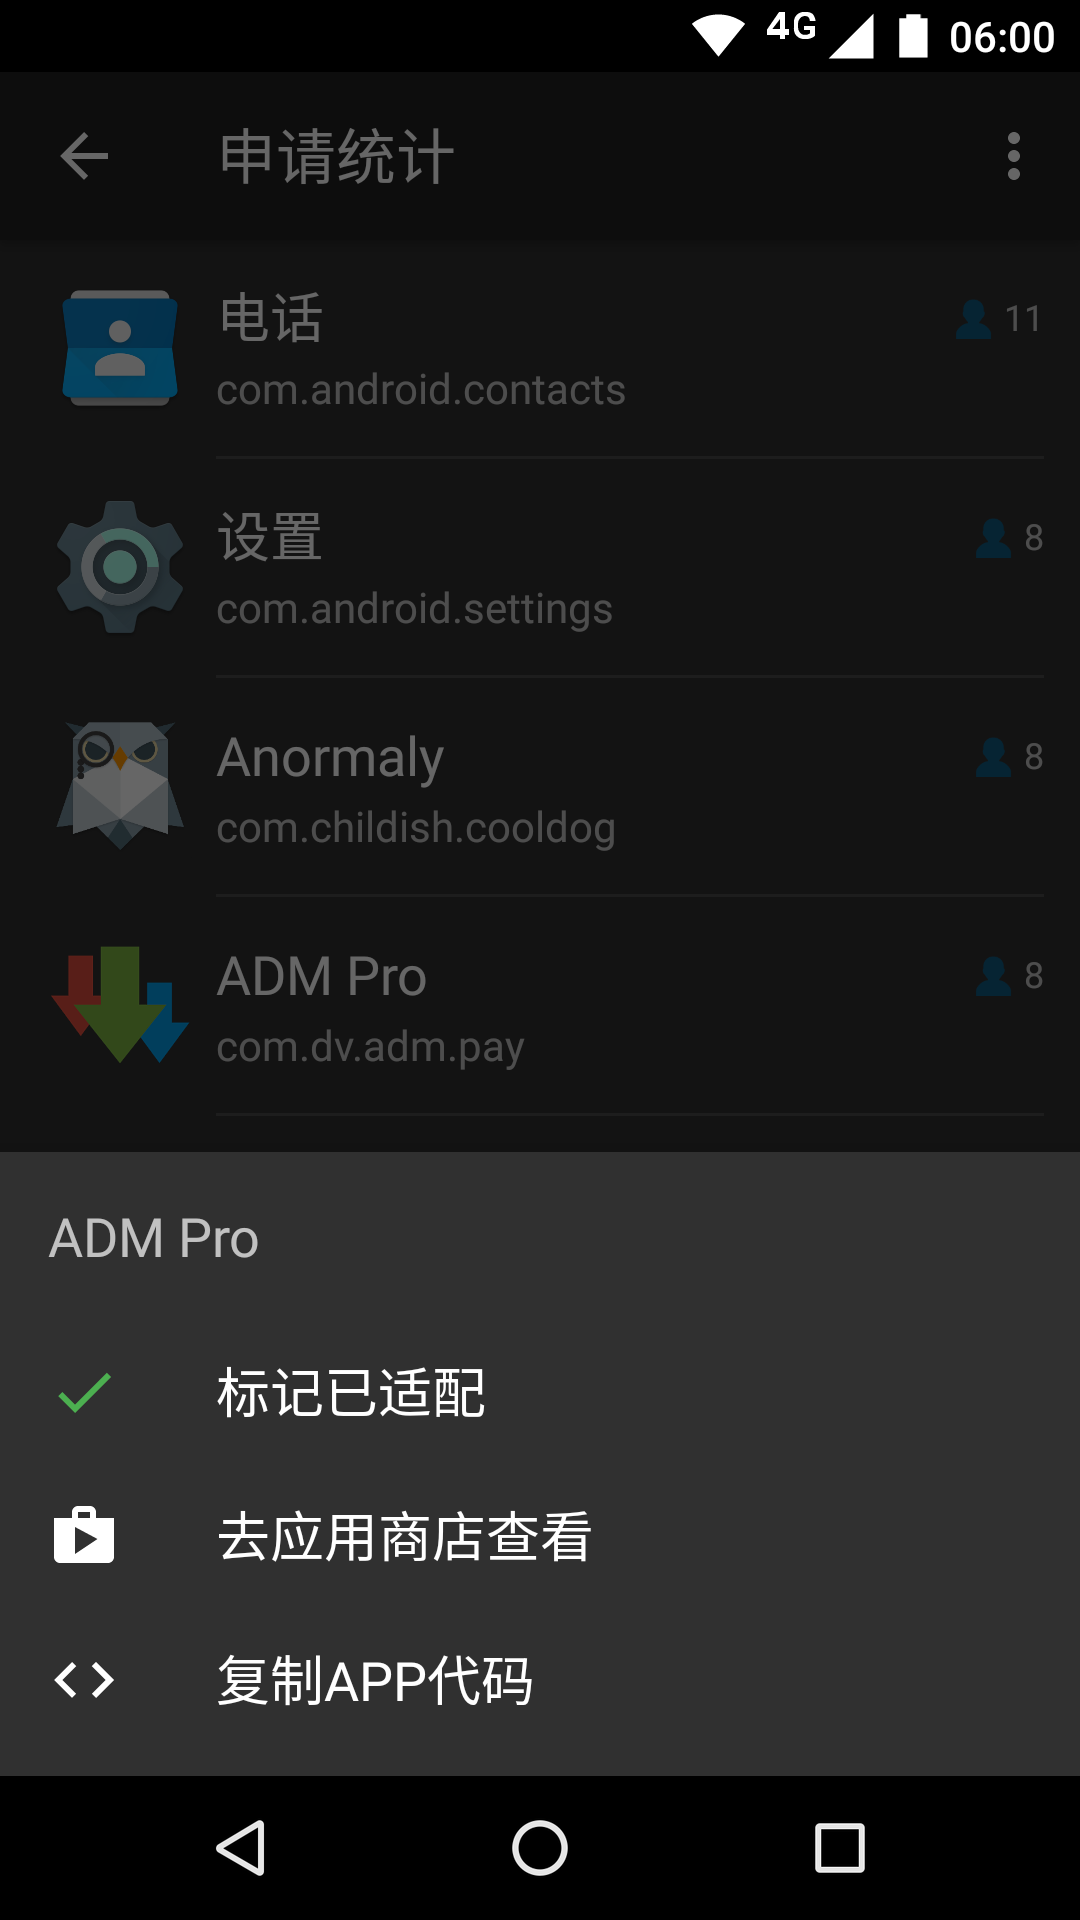 4G 06:00
申请统计
电话 11
com.android.contacts
设置 8
com.android.settings
Anormaly 8
com.childish.cooldog
ADM Pro 8
com.dv.adm.pay
ADM Pro
标记已适配
去应用商店查看
复制APP代码